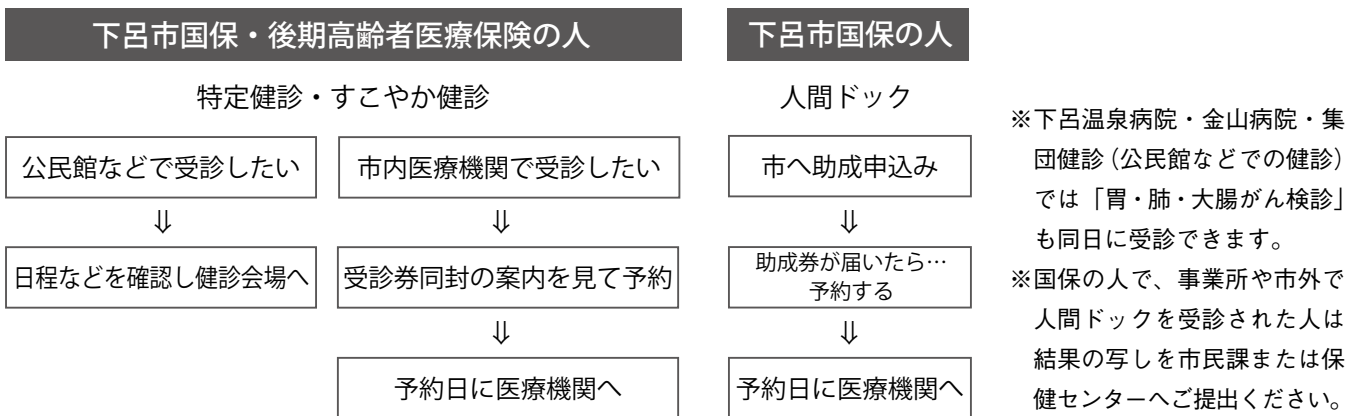 下呂市国保・後期高齢者医療保険の人
特定健診・すこやか健診
公民館などで受診したい
⇓
日程などを確認し健診会場へ
市内医療機関で受診したい
⇓
受診券同封の案内を見て予約
⇓
予約日に医療機関へ
下呂市国保の人
人間ドック
市へ助成申込み
⇓
助成券が届いたら…
予約する
⇓
予約日に医療機関へ
※下呂温泉病院・金山病院・集
団健診（公民館などでの健診）
では「胃・肺・大腸がん検診」
も同日に受診できます。
※国保の人で、事業所や市外で
人間ドックを受診された人は
結果の写しを市民課または保
健センターへご提出ください。